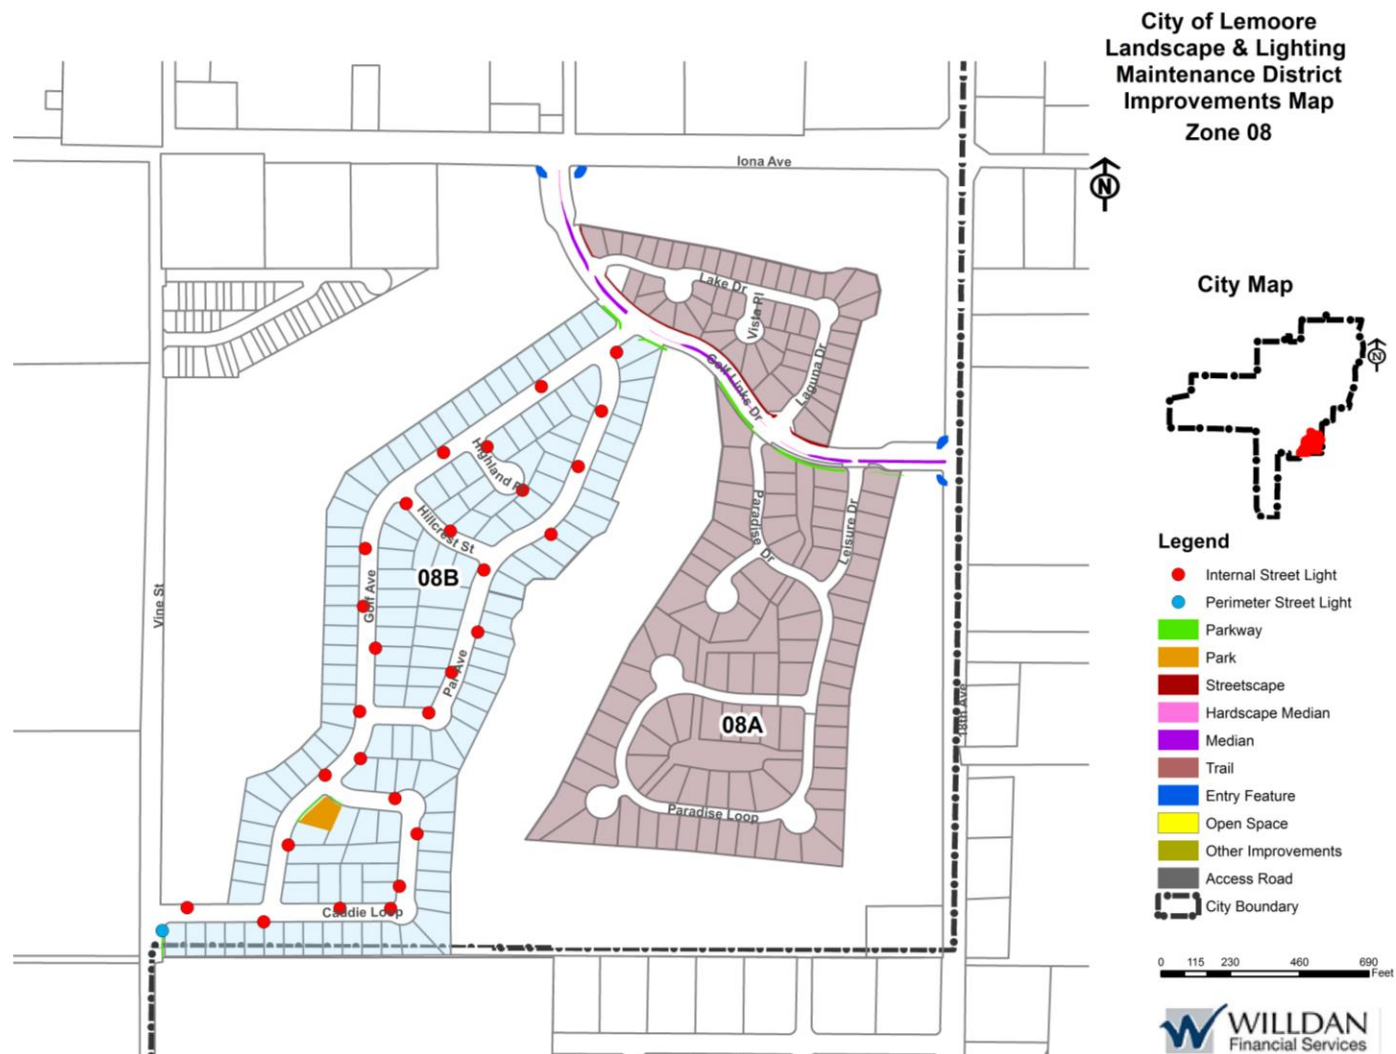 City of Lemoore
Landscape & Lighting
Maintenance District
Improvements Map
Zone 08
Iona Ave
N
Lake Dr
Vista Pl
Laguna Dr
Golf Links Dr
City Map
N
Highland
Hillcrest St
Paradise Dr
Leisure Dr
08B
Golf Ave
Vine St
Par Ave
08A
18th Ave
Paradise Loop
Caddie Loop
Legend
Internal Street Light
Perimeter Street Light
Parkway
Park
Streetscape
Hardscape Median
Median
Trail
Entry Feature
Open Space
Other Improvements
Access Road
City Boundary
0 115 230 460 690
Feet
W WILLDAN
Financial Services